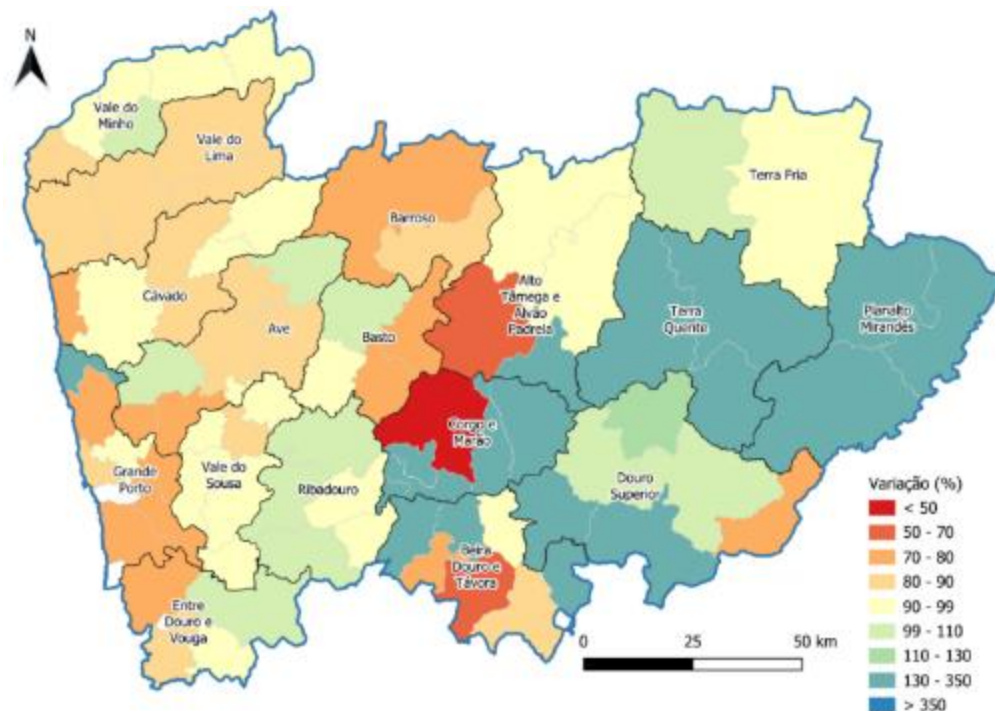 N
Vale do
Minho
Vale do
Lima
Terra Fria
Barroso
Cávado
Alto
Tâmega e
Alvão
Padrela
Terra
Quente
Planalto
Mirandês
Ave
Basto
Corgo e
Marão
Grande
Porto
Vale do
Sousa
Ribadouro
Douro
Superior
Beira
Douro e
Távora
Entre
Douro e
Vouga
Variação (%)
< 50
50 - 70
70 - 80
80 - 90
90 - 99
99 - 110
110 - 130
130 - 350
> 350
0 25 50 km